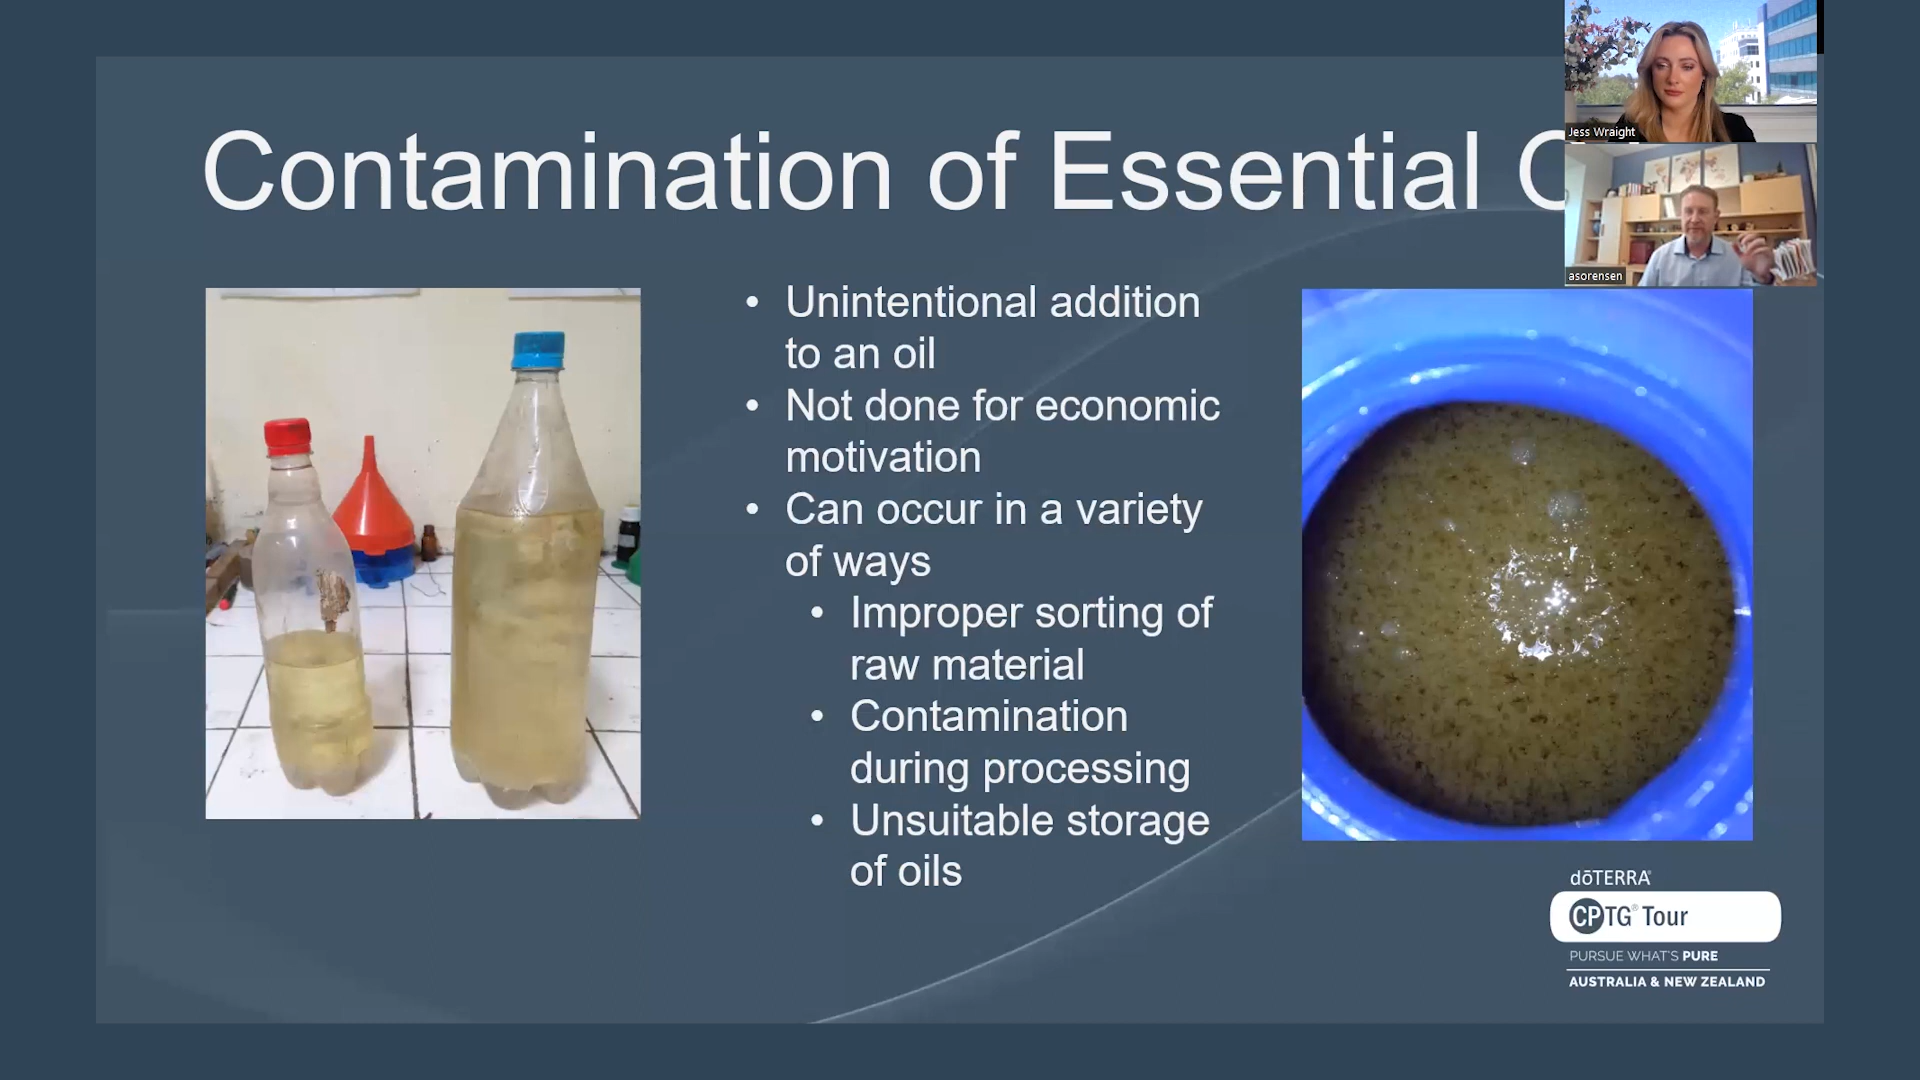 Contamination of Essential
Jess Wraight
asorensen
• Unintentional addition
to an oil
• Not done for economic
motivation
• Can occur in a variety
of ways
• Improper sorting of
raw material
• Contamination
during processing
• Unsuitable storage
of oils
dōTERRA®
CPTG® Tour
PURSUE WHAT'S PURE
AUSTRALIA & NEW ZEALAND